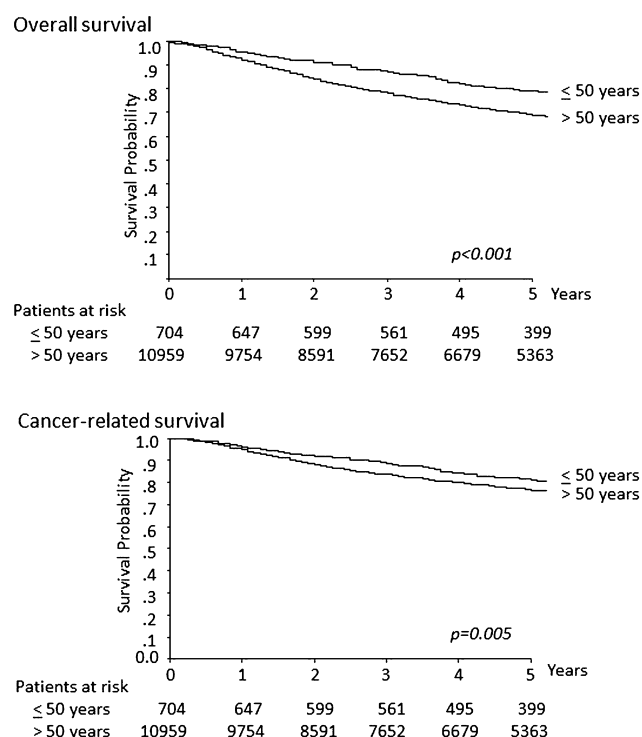 Overall survival
1.0
.9
.8
.7
.6
.5
.4
.3
.2
.1
Survival Probability
≤ 50 years
> 50 years
p<0.001
0 1 2 3 4 5 Years
Patients at risk
≤ 50 years 704 647 599 561 495 399
> 50 years 10959 9754 8591 7652 6679 5363
Cancer-related survival
1.0
.9
.8
.7
.6
.5
.4
.3
.2
.1
0.0
Survival Probability
≤ 50 years
> 50 years
p=0.005
0 1 2 3 4 5 Years
Patients at risk
≤ 50 years 704 647 599 561 495 399
> 50 years 10959 9754 8591 7652 6679 5363